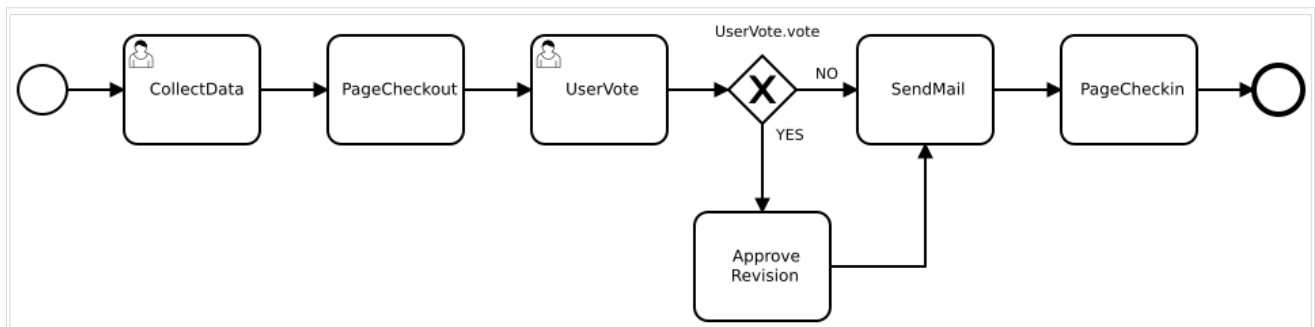 UserVote.vote
CollectData
PageCheckout
UserVote
NO
SendMail
PageCheckin
YES
Approve
Revision